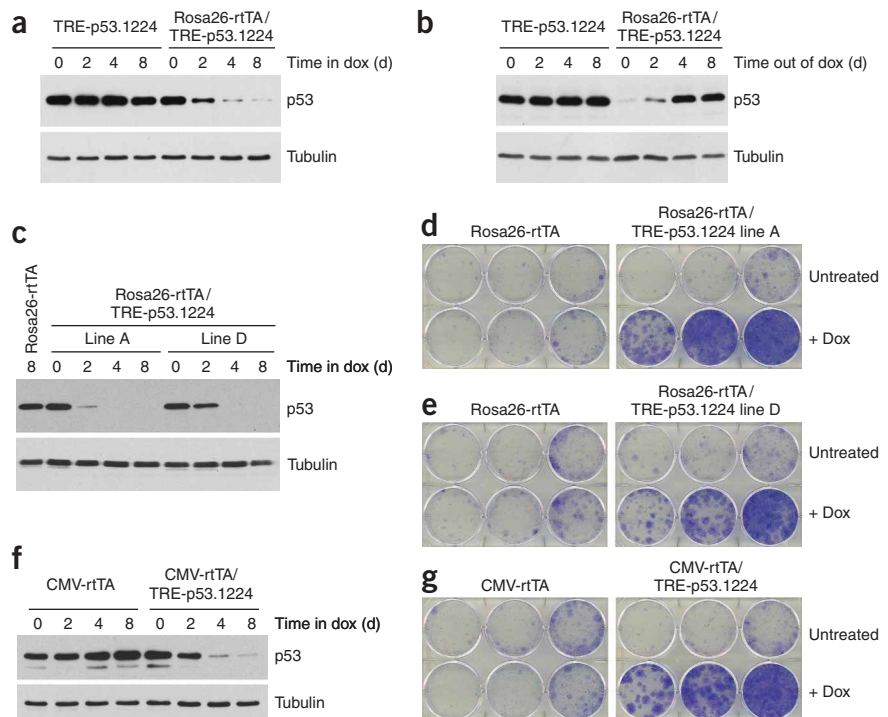 a
TRE-p53.1224
Rosa26-rtTA/
TRE-p53.1224
0 2 4 8 0 2 4 8 Time in dox (d)
p53
Tubulin
b
TRE-p53.1224
Rosa26-rtTA/
TRE-p53.1224
0 2 4 8 0 2 4 8 Time out of dox (d)
p53
Tubulin
c
Rosa26-rtTA
Rosa26-rtTA/
TRE-p53.1224
Line A Line D
8 0 2 4 8 0 2 4 8 Time in dox (d)
p53
Tubulin
d
Rosa26-rtTA
Rosa26-rtTA/
TRE-p53.1224 line A
Untreated
+ Dox
e
Rosa26-rtTA
Rosa26-rtTA/
TRE-p53.1224 line D
Untreated
+ Dox
f
CMV-rtTA
CMV-rtTA/
TRE-p53.1224
0 2 4 8 0 2 4 8 Time in dox (d)
p53
Tubulin
g
CMV-rtTA
CMV-rtTA/
TRE-p53.1224
Untreated
+ Dox